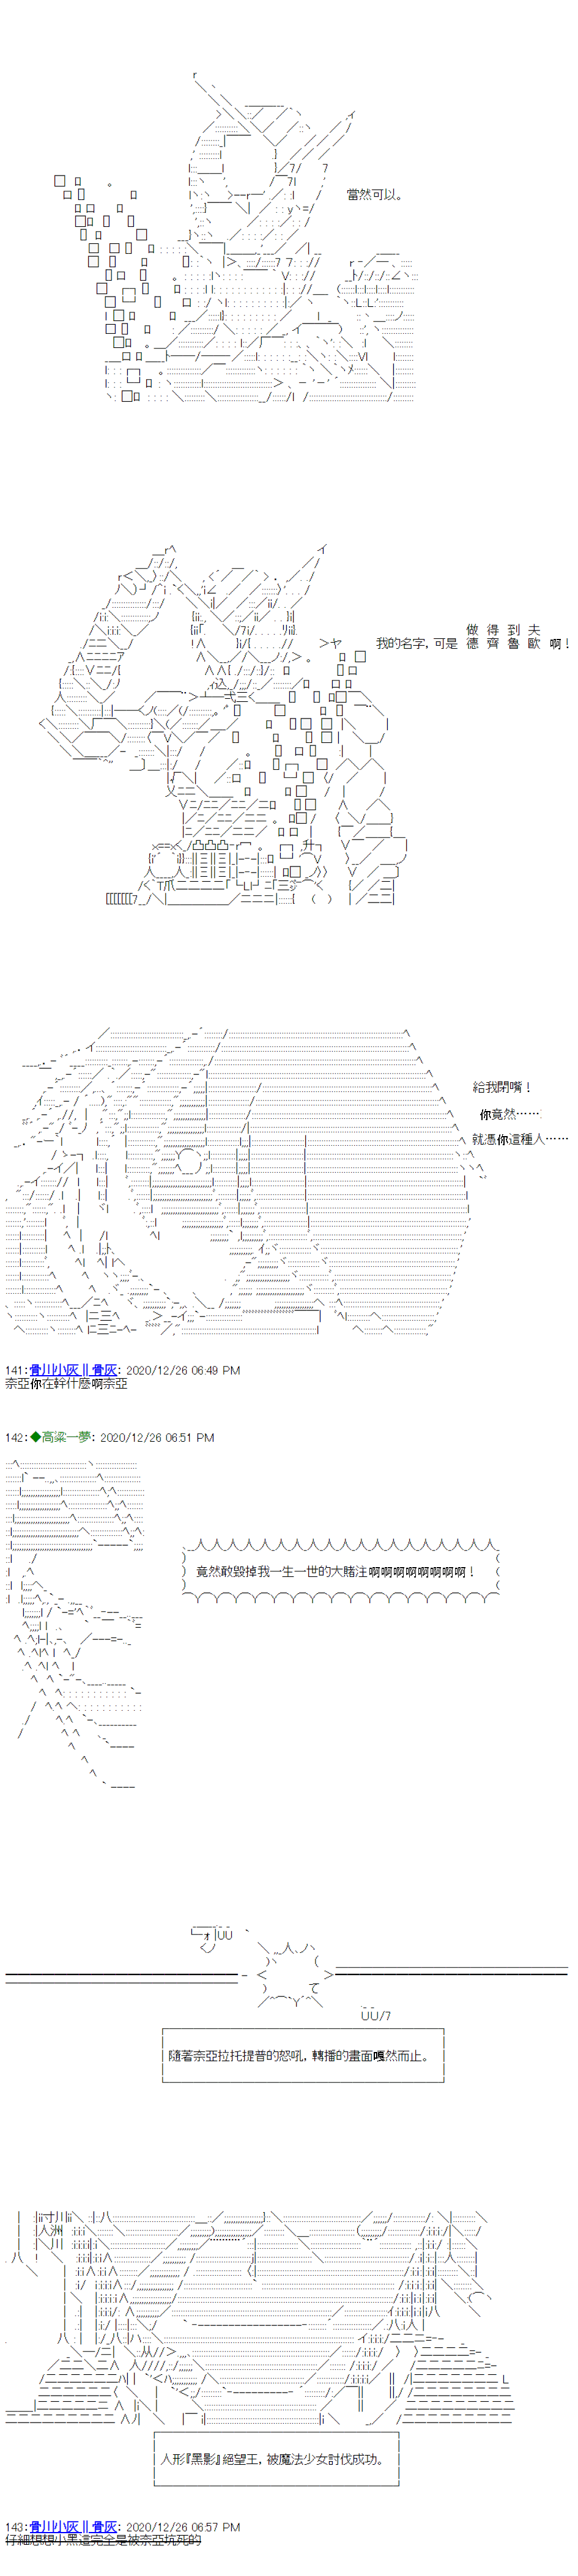 當然可以。
做 得 到 夫
我的名字,可是 德 齊 魯 歐 啊!
給我閉嘴!
你竟然……!
就憑你這種人……
141:骨川小灰‖骨灰: 2020/12/26 06:49 PM
奈亞你在幹什麼啊奈亞
142:◆高粱一夢: 2020/12/26 06:51 PM
竟然敢毀掉我一生一世的大賭注啊啊啊啊啊啊啊啊!
隨著奈亞拉托提普的怒吼,轉播的畫面嘎然而止。
人形『黑影』絕望王,被魔法少女討伐成功。
143:骨川小灰‖骨灰: 2020/12/26 06:57 PM
仔細想想小黑這完全是被奈亞坑死的